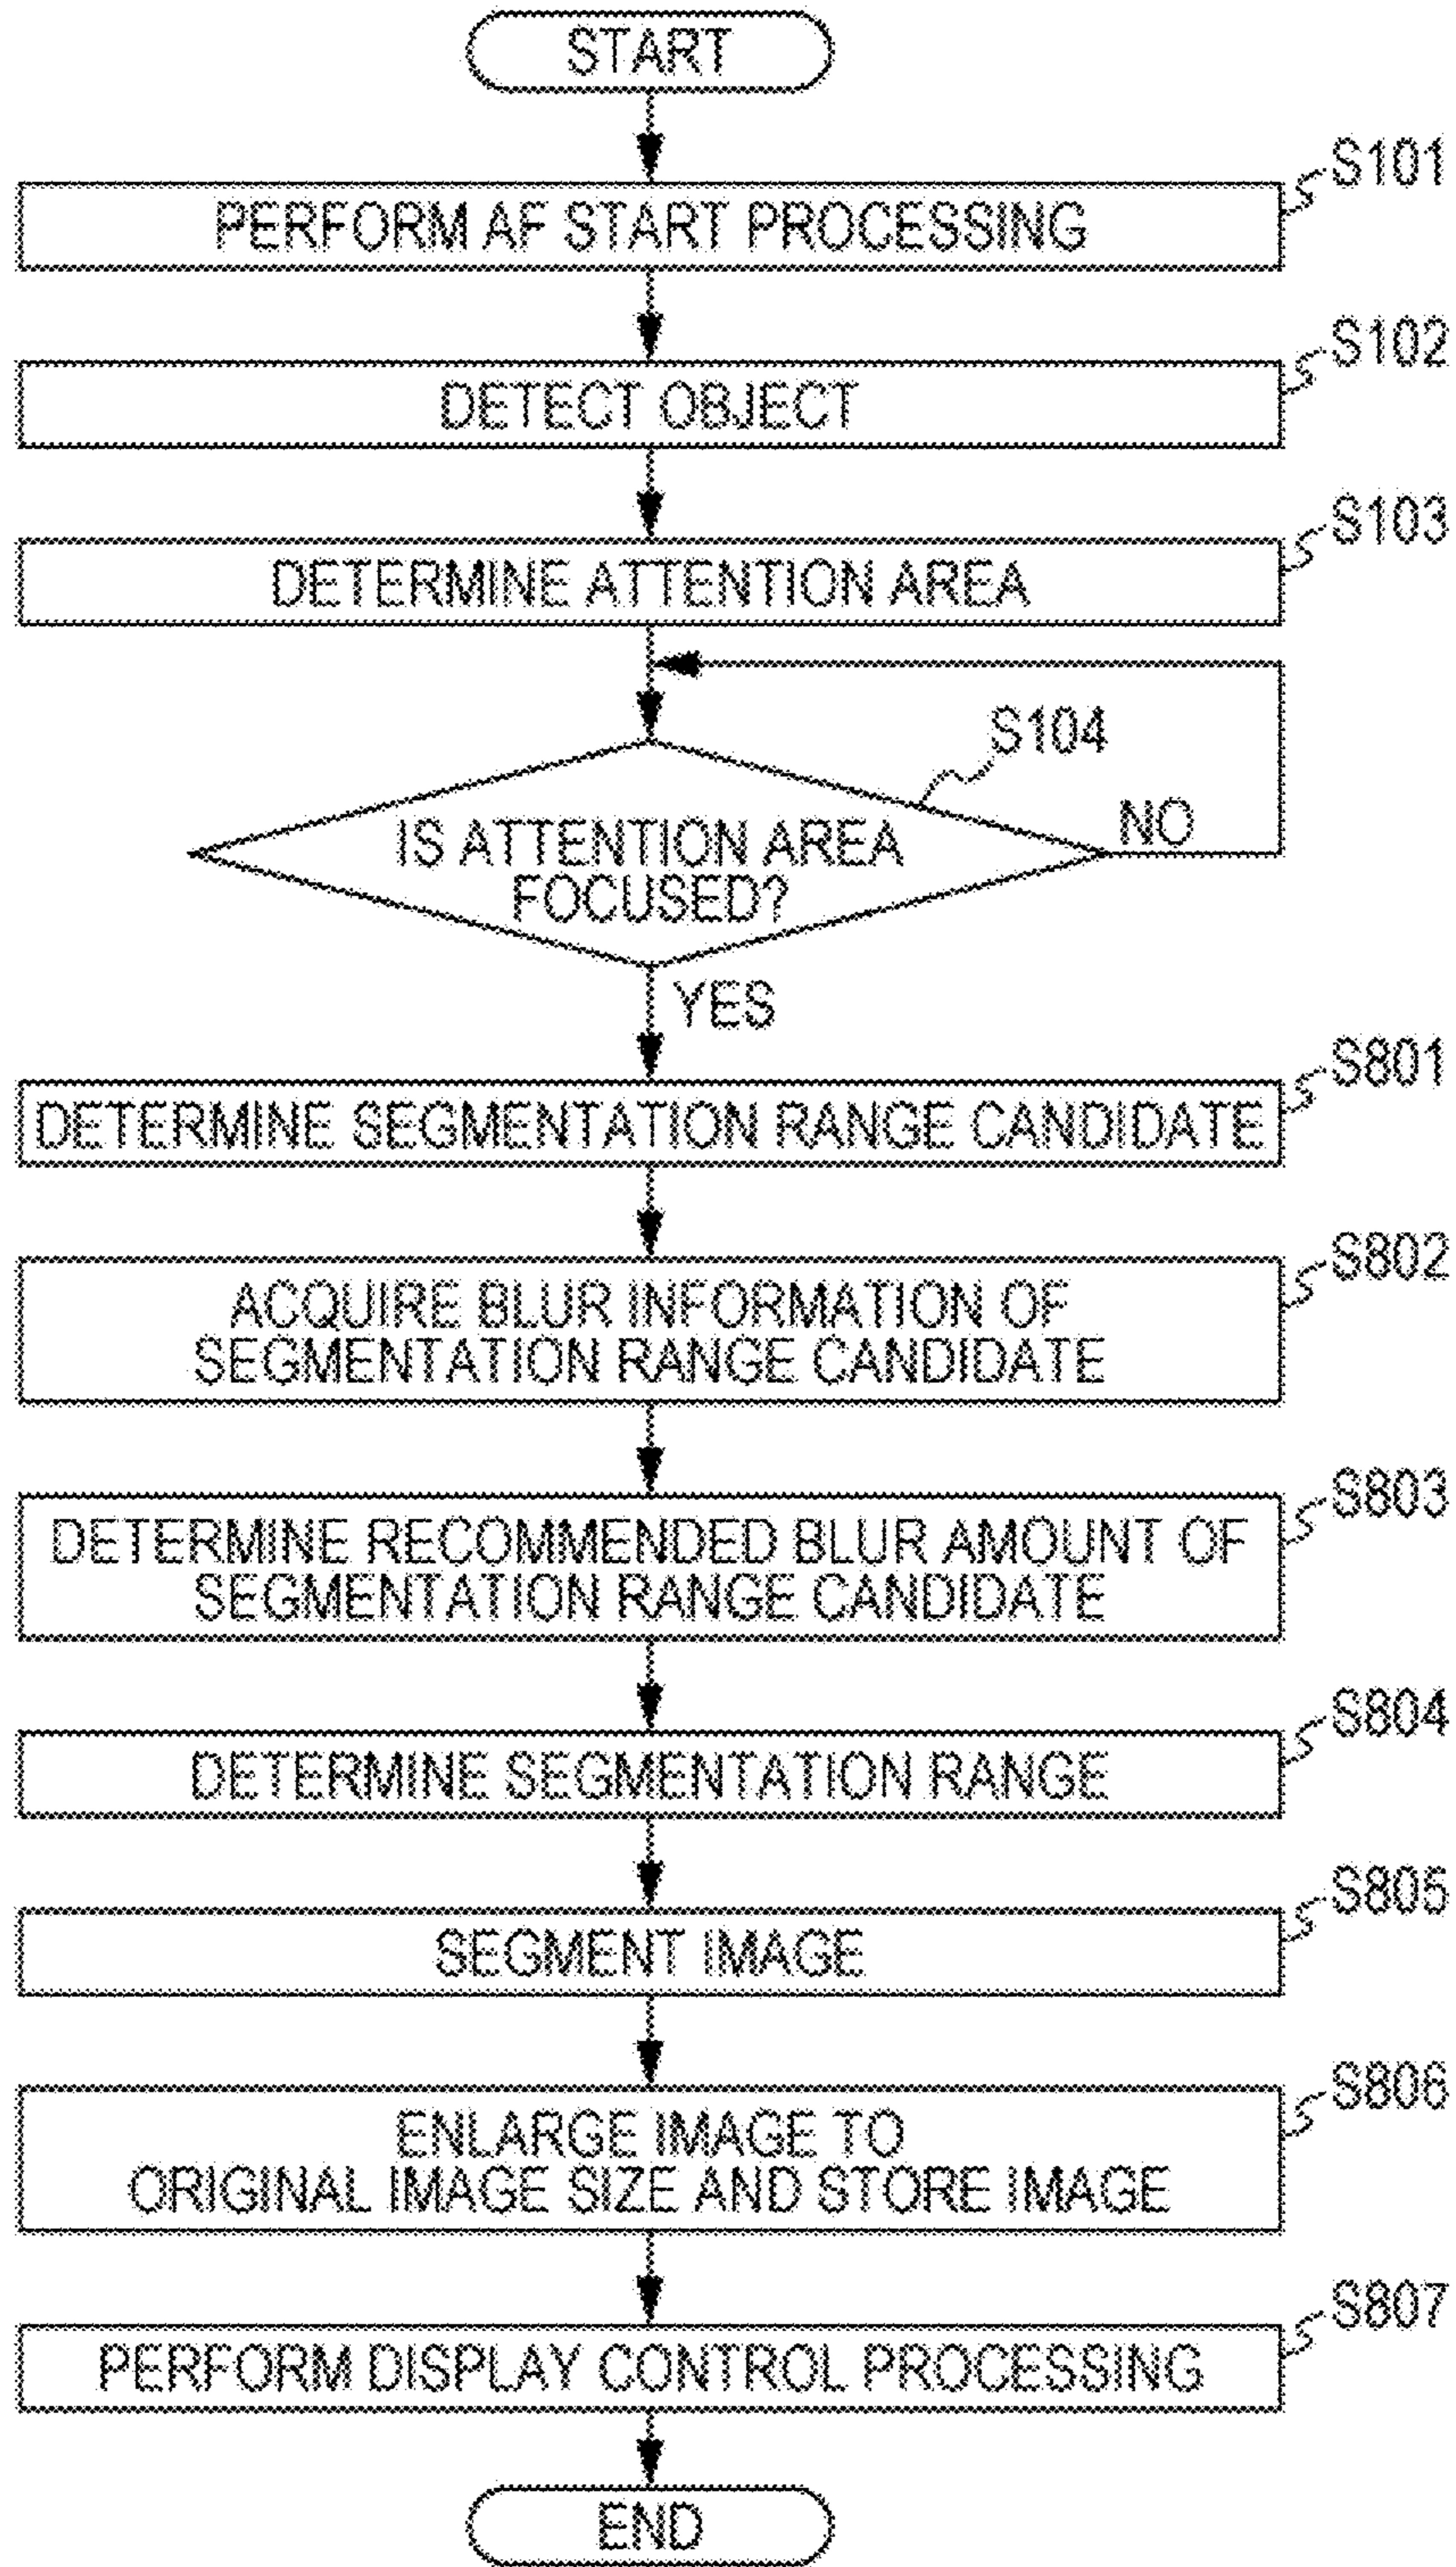 START
S101
PERFORM AF START PROCESSING
S102
DETECT OBJECT
S103
DETERMINE ATTENTION AREA
S104
IS ATTENTION AREA
FOCUSED?
NO
YES
S801
DETERMINE SEGMENTATION RANGE CANDIDATE
S802
ACQUIRE BLUR INFORMATION OF
SEGMENTATION RANGE CANDIDATE
S803
DETERMINE RECOMMENDED BLUR AMOUNT OF
SEGMENTATION RANGE CANDIDATE
S804
DETERMINE SEGMENTATION RANGE
S805
SEGMENT IMAGE
S806
ENLARGE IMAGE TO
ORIGINAL IMAGE SIZE AND STORE IMAGE
S807
PERFORM DISPLAY CONTROL PROCESSING
END